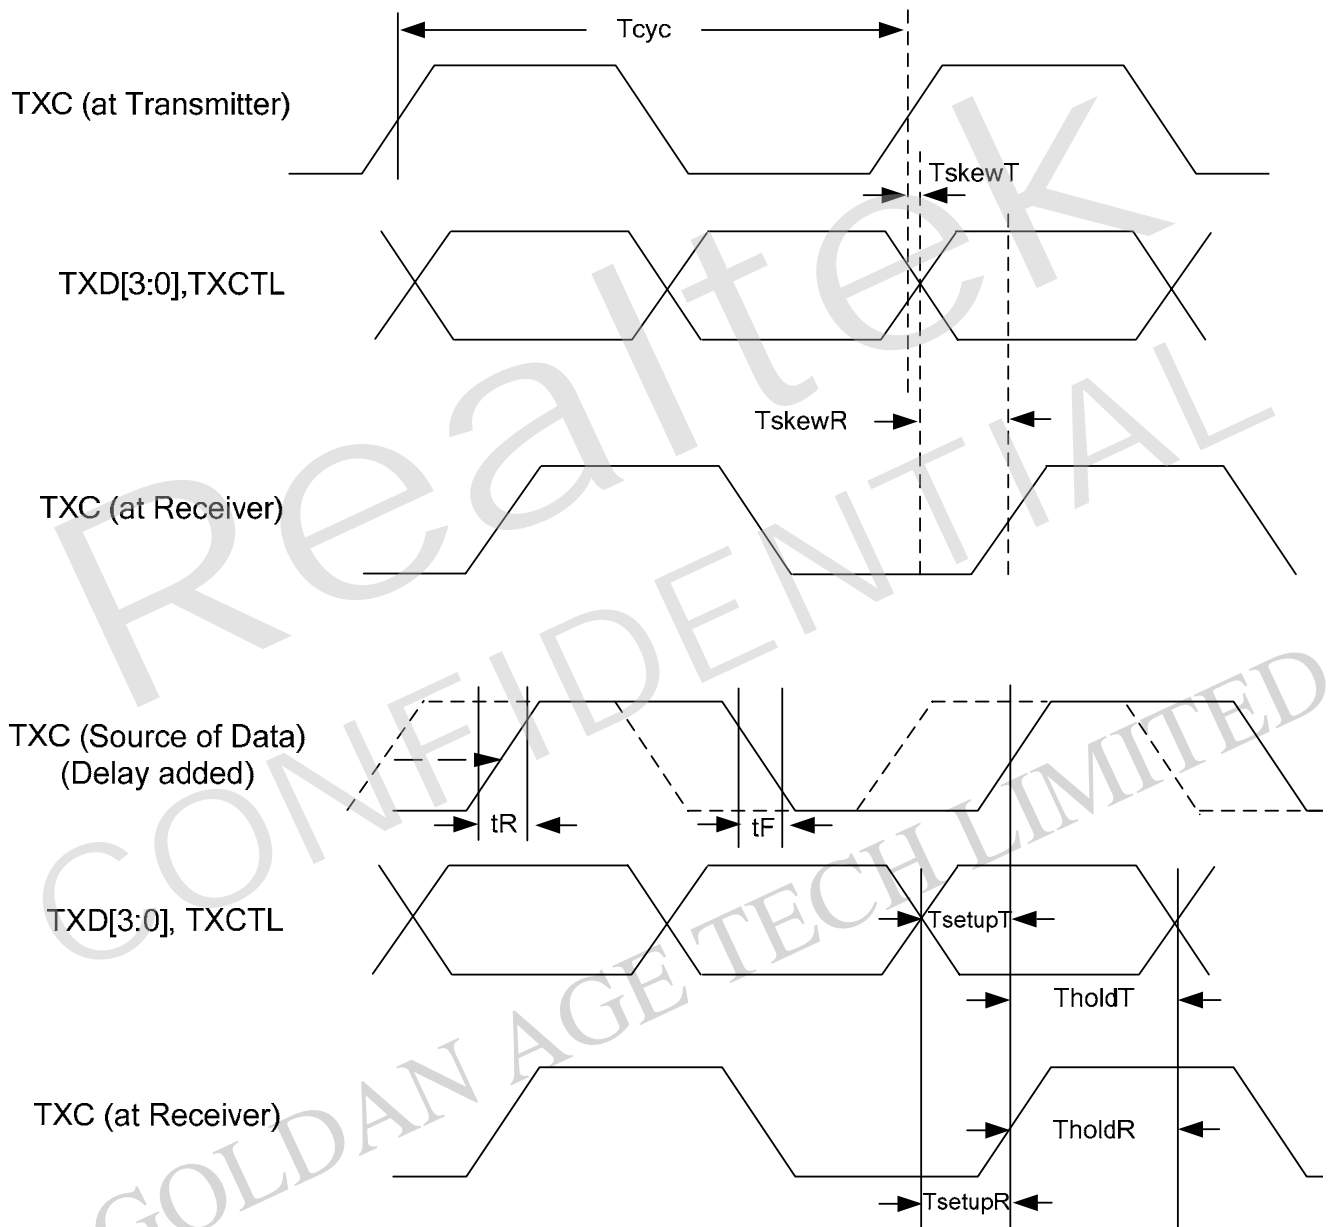 Tcyc
TXC (at Transmitter)
TskewT
TXD[3:0],TXCTL
TskewR
TXC (at Receiver)
TXC (Source of Data)
(Delay added)
tR
tF
TXD[3:0], TXCTL
TsetupT
TholdT
TXC (at Receiver)
TholdR
TsetupR
Realtek
CONFIDENTIAL
GOLDAN AGE TECH LIMITED